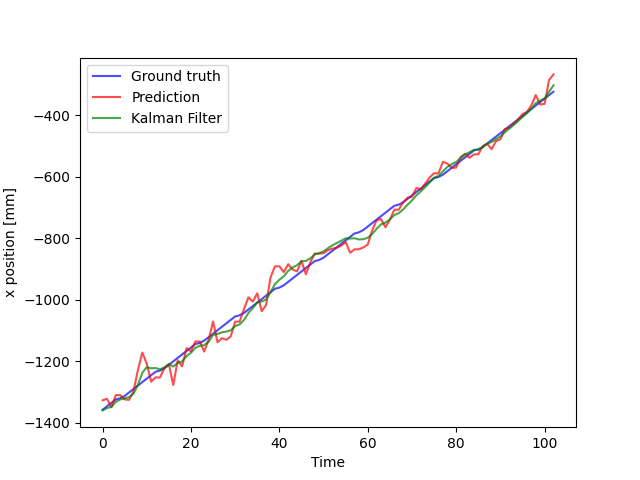 Ground truth
Prediction
Kalman Filter
−400
−600
−800
−1000
−1200
−1400
x position [mm]
0 20 40 60 80 100
Time